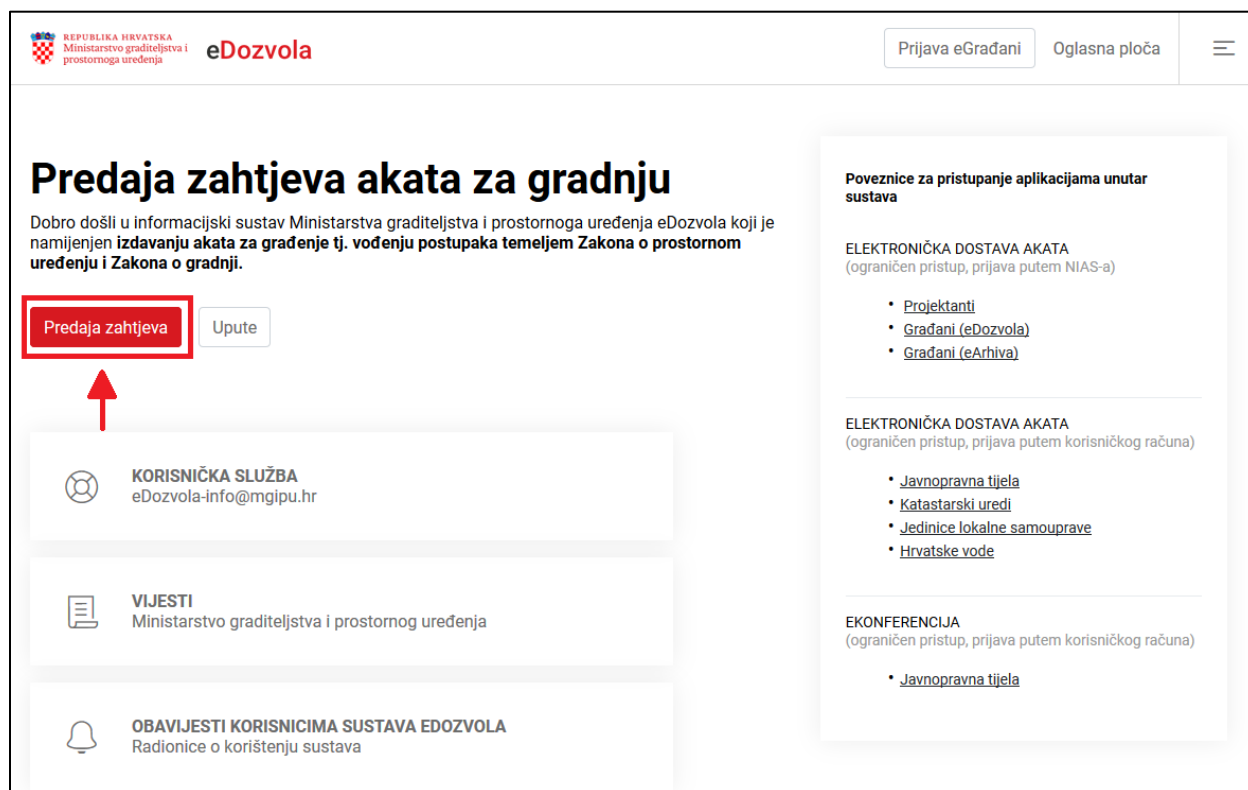 REPUBLIKA HRVATSKA
Ministarstvo graditeljstva i
prostornoga uređenja
eDozvola
Prijava eGrađani
Oglasna ploča
Predaja zahtjeva akata za gradnju
Dobro došli u informacijski sustav Ministarstva graditeljstva i prostornoga uređenja eDozvola koji je
namijenjen izdavanju akata za građenje tj. vođenju postupaka temeljem Zakona o prostornom
uređenju i Zakona o gradnji.
Predaja zahtjeva
Upute
KORISNIČKA SLUŽBA
eDozvola-info@mgipu.hr
VIJESTI
Ministarstvo graditeljstva i prostornog uređenja
OBAVIJESTI KORISNICIMA SUSTAVA EDOZVOLA
Radionice o korištenju sustava
Poveznice za pristupanje aplikacijama unutar
sustava
ELEKTRONIČKA DOSTAVA AKATA
(ograničen pristup, prijava putem NIAS-a)
• Projektanti
• Građani (eDozvola)
• Građani (eArhiva)
ELEKTRONIČKA DOSTAVA AKATA
(ograničen pristup, prijava putem korisničkog računa)
• Javnopravna tijela
• Katastarski uredi
• Jedinice lokalne samouprave
• Hrvatske vode
EKONFERENCIJA
(ograničen pristup, prijava putem korisničkog računa)
• Javnopravna tijela